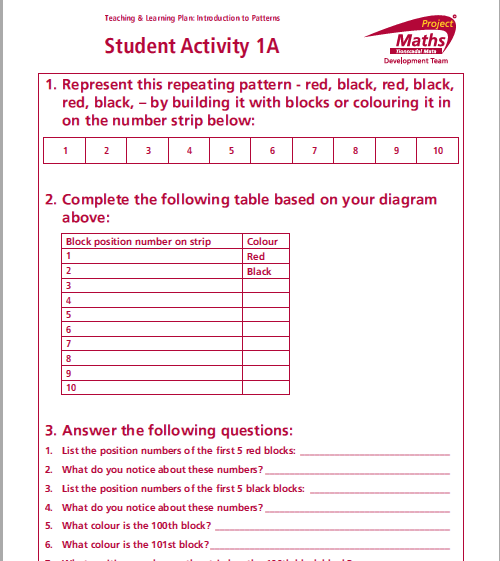 Teaching & Learning Plan: Introduction to Patterns
Student Activity 1A
Project
Maths
Tionscadal Mata
Development Team
1. Represent this repeating pattern - red, black, red, black,
red, black, – by building it with blocks or colouring it in
on the number strip below:
1 2 3 4 5 6 7 8 9 10
2. Complete the following table based on your diagram
above:
Block position number on strip Colour
1 Red
2 Black
3
4
5
6
7
8
9
10
3. Answer the following questions:
1. List the position numbers of the first 5 red blocks:
2. What do you notice about these numbers?
3. List the position numbers of the first 5 black blocks:
4. What do you notice about these numbers?
5. What colour is the 100th block?
6. What colour is the 101st block?